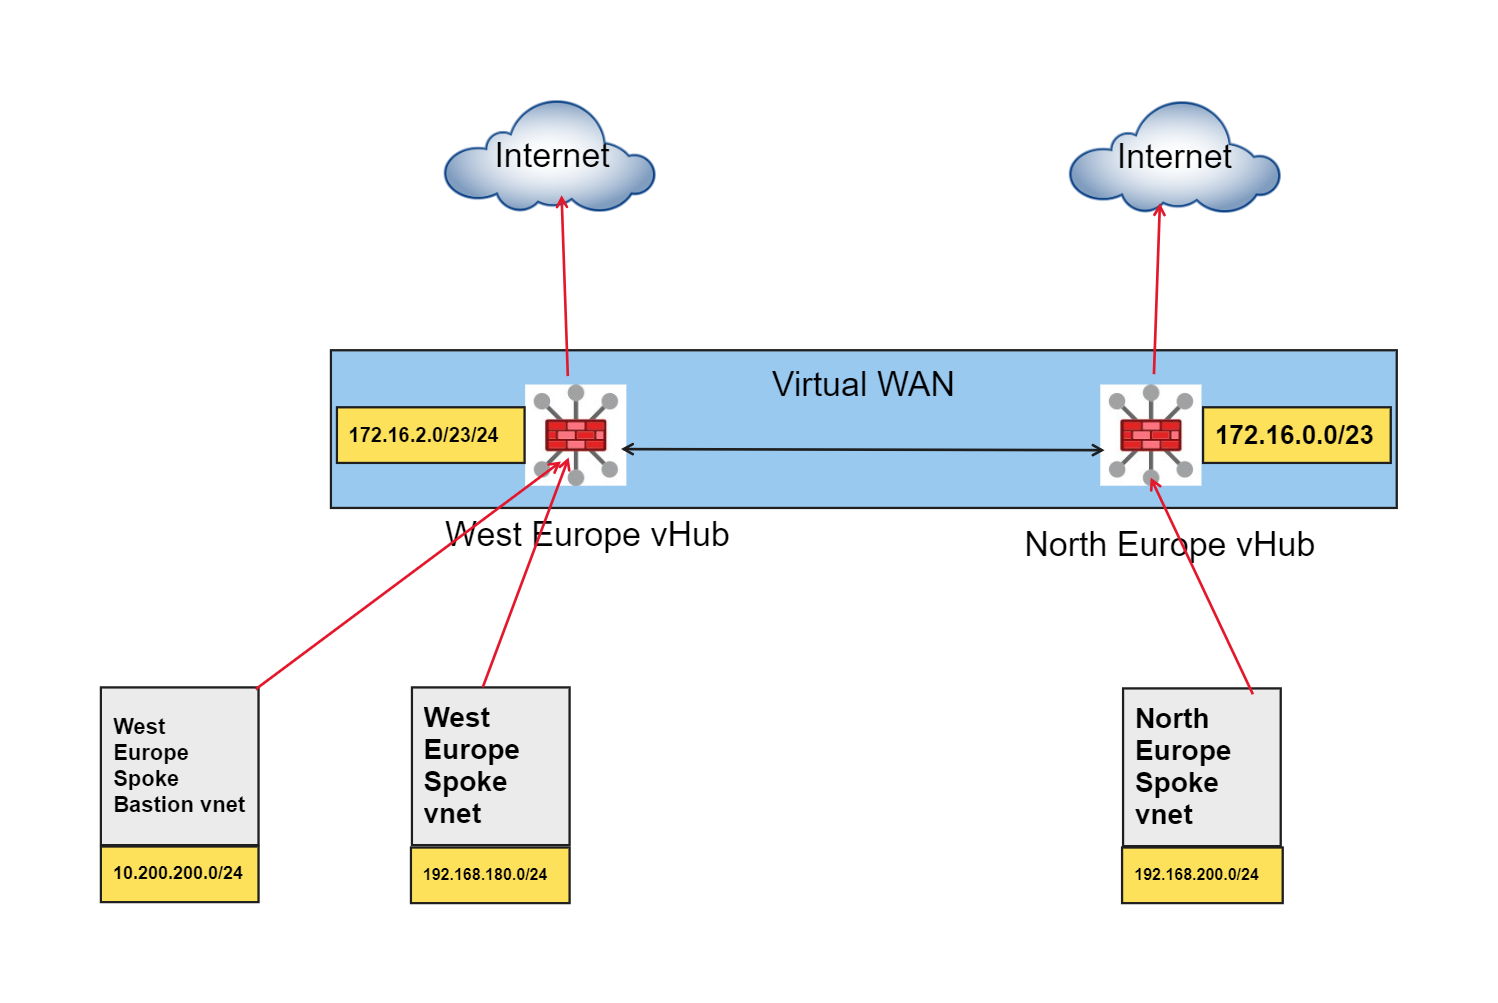 Internet
Internet
Virtual WAN
172.16.2.0/23/24
172.16.0.0/23
West Europe vHub
North Europe vHub
West
Europe
Spoke
Bastion vnet
10.200.200.0/24
West
Europe
Spoke
vnet
192.168.180.0/24
North
Europe
Spoke
vnet
192.168.200.0/24